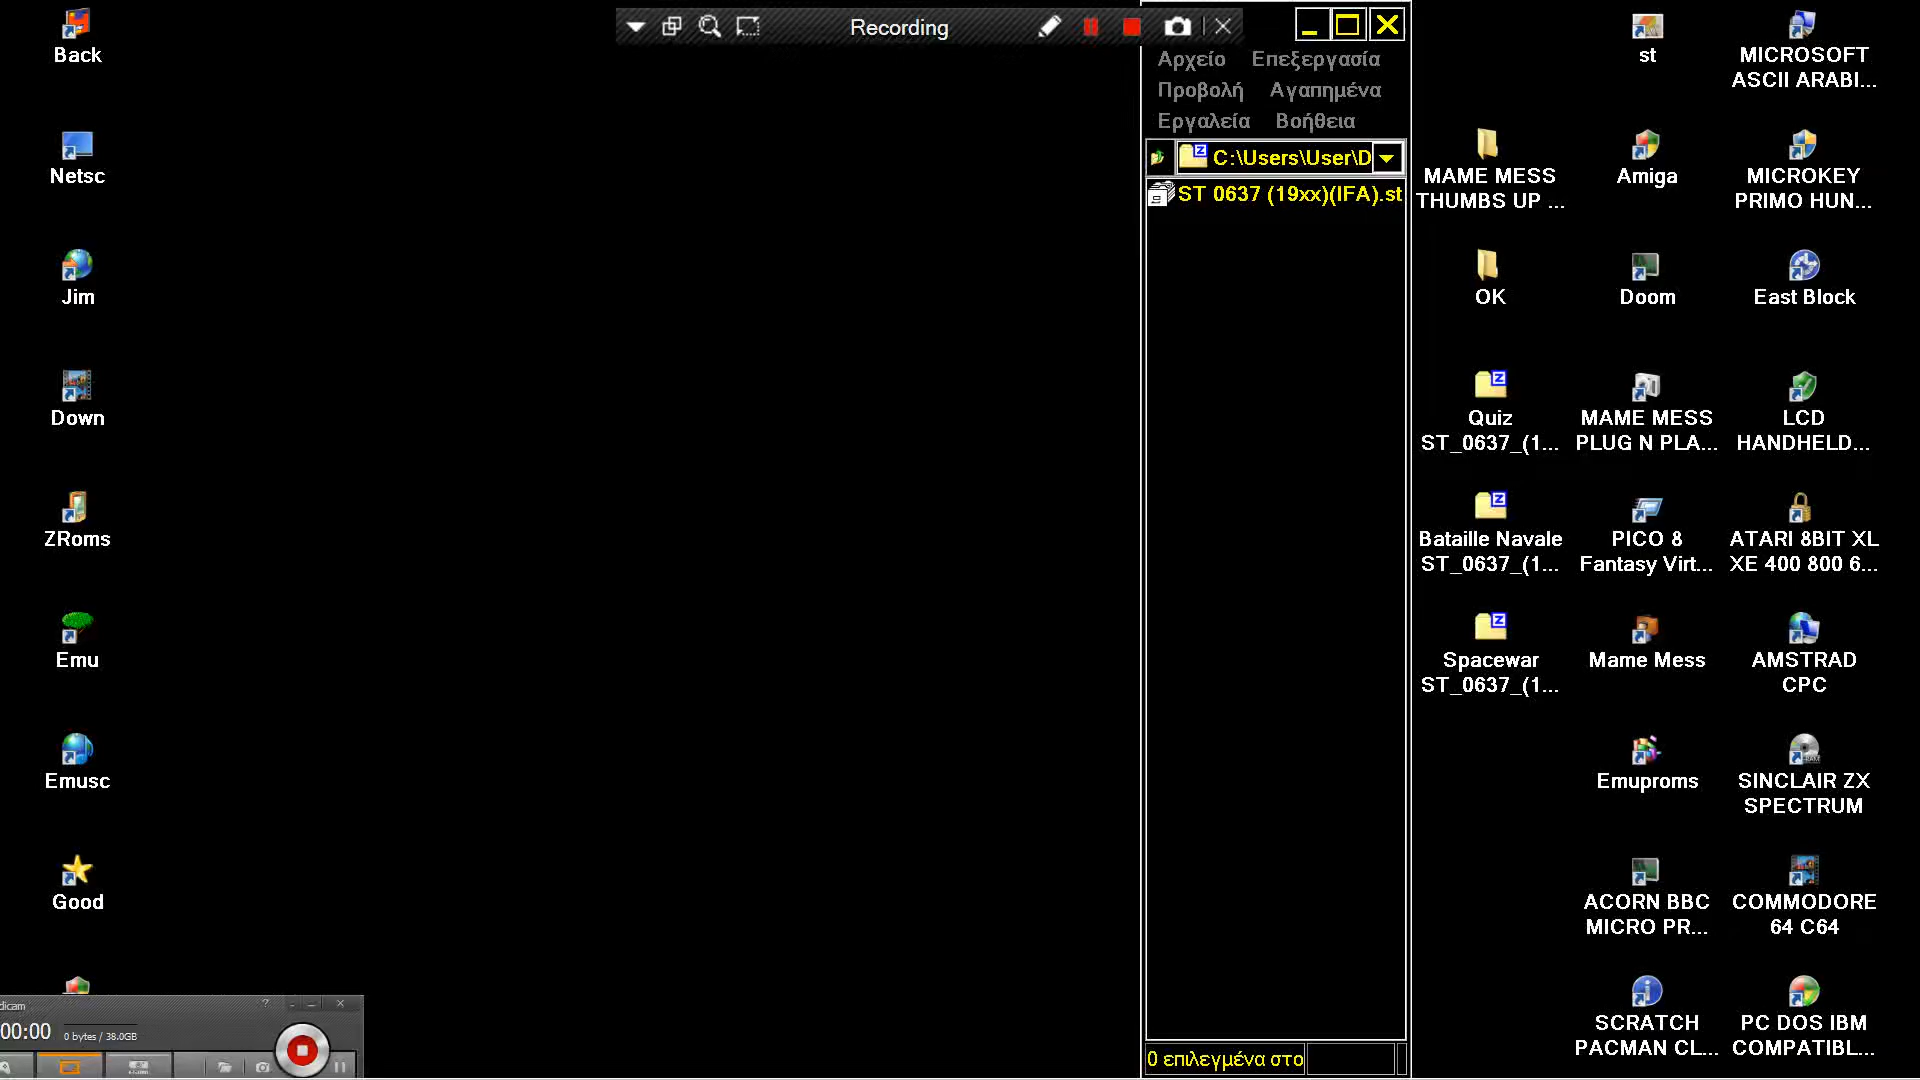 Back
Netsc
Jim
Down
ZRoms
Emu
Emusc
Good
Recording
Αρχείο Επεξεργασία
Προβολή Αγαπημένα
Εργαλεία Βοήθεια
C:\Users\User\D
ST 0637 (19xx)(IFA).st
0 επιλεγμένα στο
MAME MESS
THUMBS UP ...
OK
Quiz
ST_0637_(1...
Bataille Navale
ST_0637_(1...
Spacewar
ST_0637_(1...
st
Amiga
Doom
MAME MESS
PLUG N PLA...
PICO 8
Fantasy Virt...
Mame Mess
Emuproms
ACORN BBC
MICRO PR...
SCRATCH
PACMAN CL...
MICROSOFT
ASCII ARABI...
MICROKEY
PRIMO HUN...
East Block
LCD
HANDHELD...
ATARI 8BIT XL
XE 400 800 6...
AMSTRAD
CPC
SINCLAIR ZX
SPECTRUM
COMMODORE
64 C64
PC DOS IBM
COMPATIBL...
dicam
00:00
0 bytes / 38.0GB